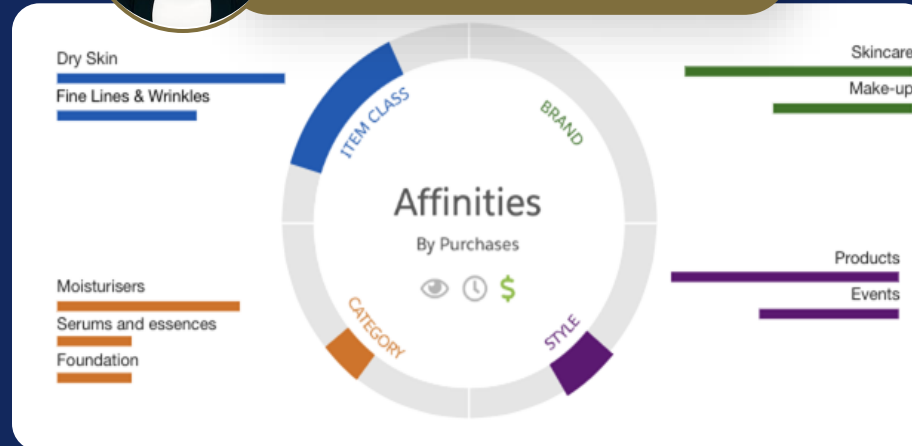 Dry Skin
Fine Lines & Wrinkles
Skincare
Make-up
ITEM CLASS
BRAND
Affinities
By Purchases
$
Moisturisers
Serums and essences
Foundation
CATEGORY
STYLE
Products
Events